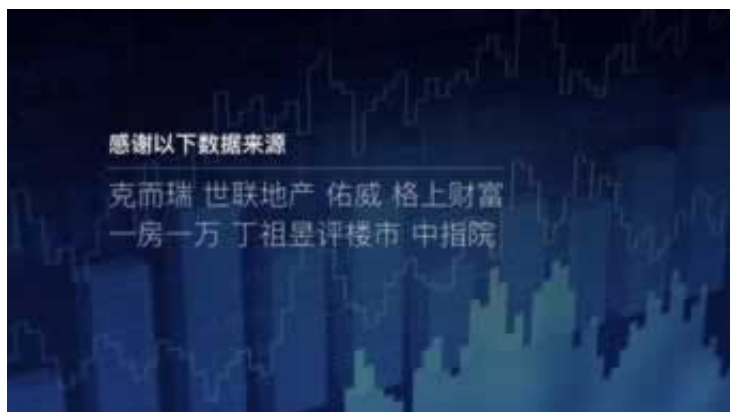 感谢以下数据来源
克而瑞 世联地产 佑威 格上财富
一房一万 丁祖昱评楼市 中指院